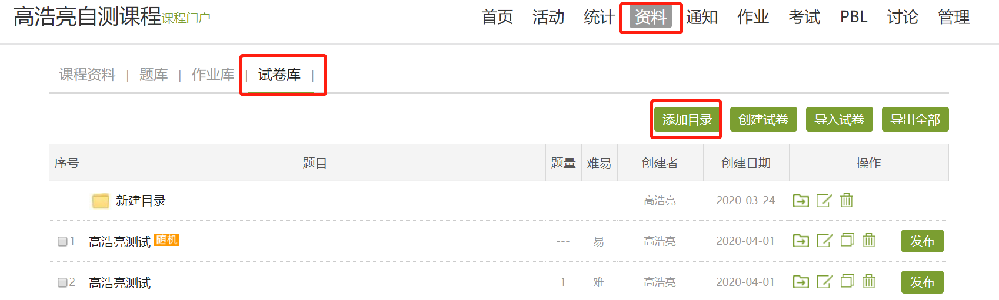 高浩亮自测课程课程门户 首页 活动 统计 资料 通知 作业 考试 PBL 讨论 管理
课程资料 | 题库 | 作业库 | 试卷库 |
添加目录 创建试卷 导入试卷 导出全部
序号 题目 题量 难易 创建者 创建日期 操作
新建目录 高浩亮 2020-03-24
1 高浩亮测试 随机 --- 易 高浩亮 2020-04-01 发布
2 高浩亮测试 1 难 高浩亮 2020-04-01 发布